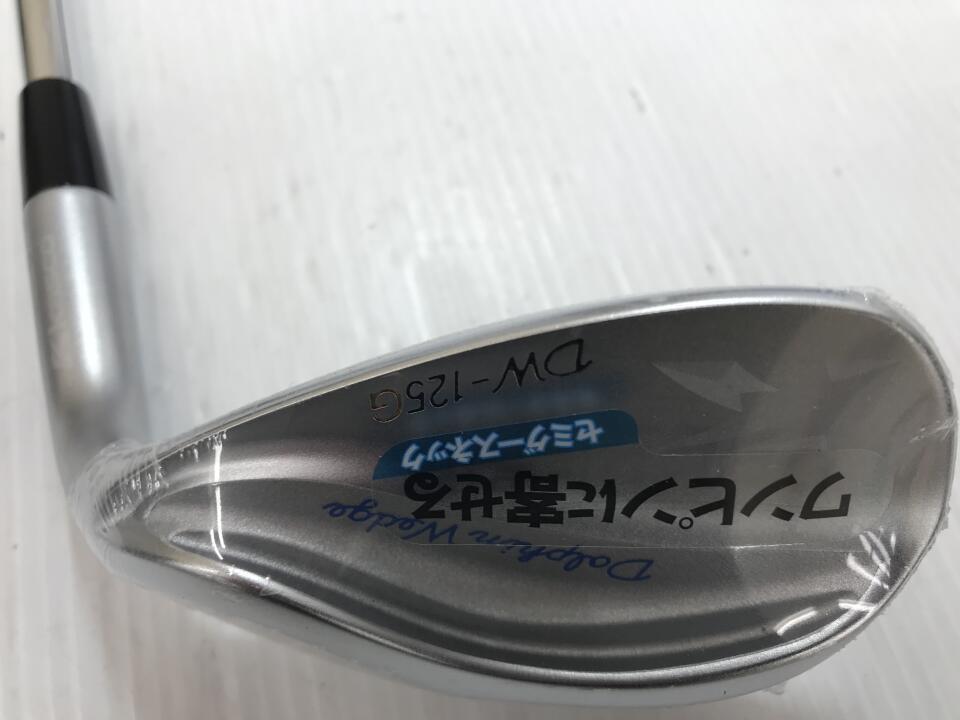 Dolphin Wedge
ワンピンに寄せる
セミグースネック
DW-125G